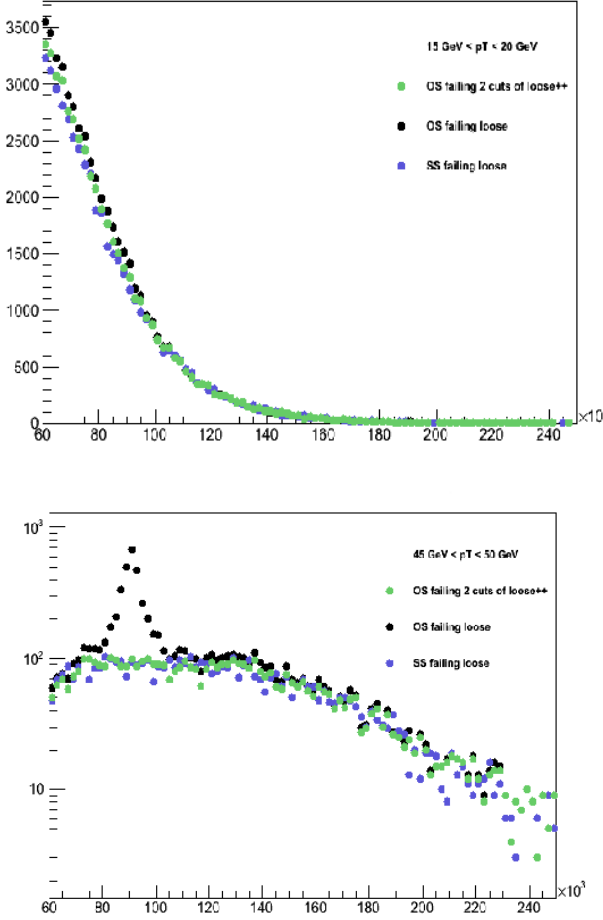 3500
15 GeV < pT < 20 GeV
3000
OS failing 2 cuts of loose++
2500
OS failing loose
2000
SS failing loose
1500
1000
500
0
60 80 100 120 140 160 180 200 220 240 ×10
10³
45 GeV < pT < 50 GeV
OS failing 2 cuts of loose++
OS failing loose
10² SS failing loose
10
60 80 100 120 140 160 180 200 220 240 ×10³